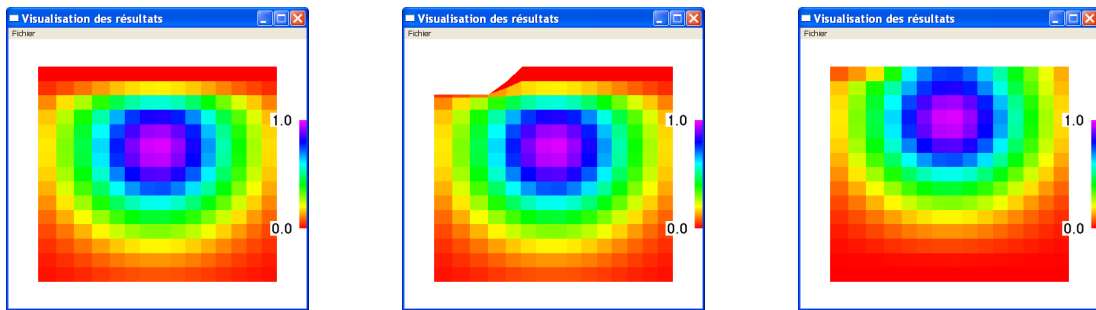 Visualisation des résultats
Fichier
1.0
0.0
Visualisation des résultats
Fichier
1.0
0.0
Visualisation des résultats
Fichier
1.0
0.0